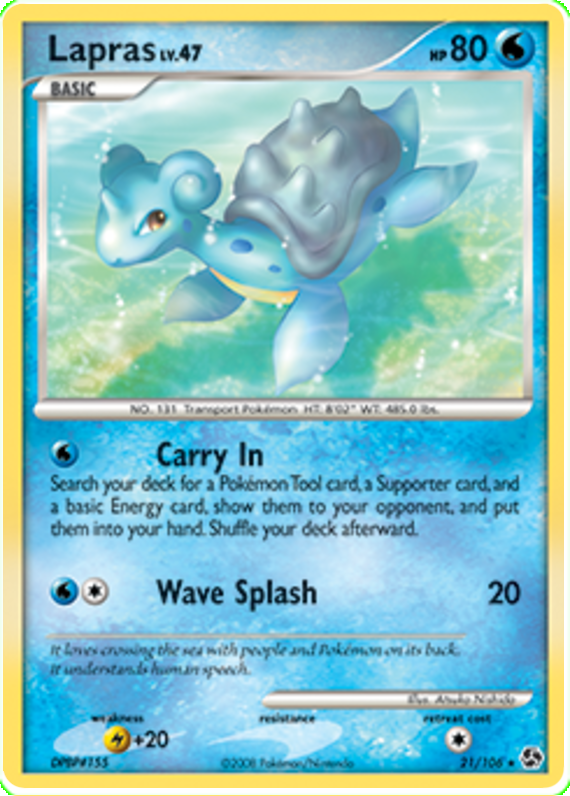 Lapras LV.47 HP 80
BASIC
NO. 131 Transport Pokémon HT: 8'02" WT: 485.0 lbs.
Carry In
Search your deck for a Pokémon Tool card, a Supporter card, and
a basic Energy card, show them to your opponent, and put
them into your hand. Shuffle your deck afterward.
Wave Splash 20
It loves crossing the sea with people and Pokémon on its back.
It understands human speech.
Illus. Atsuko Nishida
weakness resistance retreat cost
+20
DPBP#155 ©2008 Pokémon/Nintendo 21/106 ★